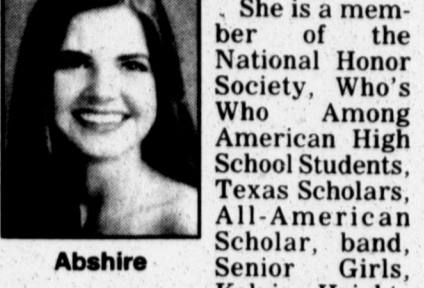 She is a mem-
ber of the
National Honor
Society, Who's
Who Among
American High
School Students,
Texas Scholars,
All-American
Scholar, band,
Senior Girls,
Abshire